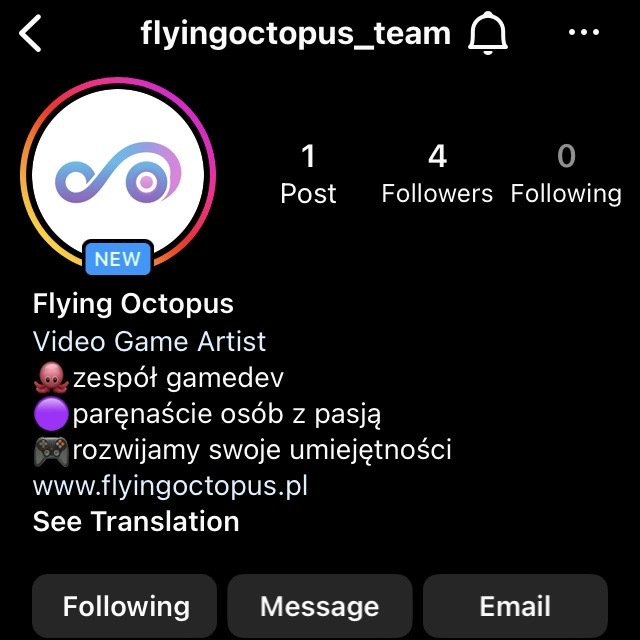 flyingoctopus_team
1 4 0
Post Followers Following
NEW
Flying Octopus
Video Game Artist
🐙zespół gamedev
🟣paręnaście osób z pasją
🎮rozwijamy swoje umiejętności
www.flyingoctopus.pl
See Translation
Following Message Email